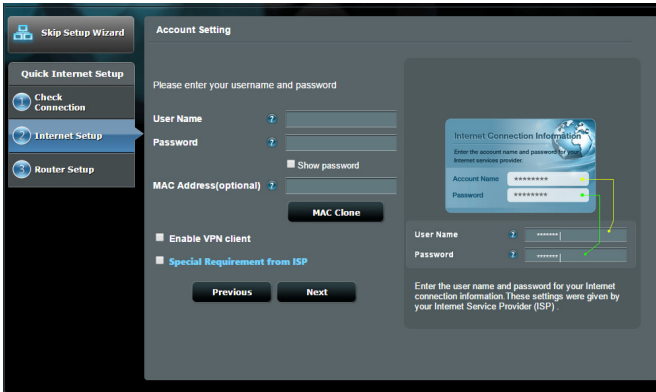 Skip Setup Wizard
Quick Internet Setup
1 Check
Connection
2 Internet Setup
3 Router Setup
Account Setting
Please enter your username and password
User Name ?
Password ?
Show password
MAC Address(optional) ?
MAC Clone
Enable VPN client
Special Requirement from ISP
Previous
Next
Internet Connection Information
Enter the account name and password for your
Internet services provider.
Account Name ********
Password ********
User Name ? *******|
Password ? *******|
Enter the user name and password for your Internet
connection information.These settings were given by
your Internet Service Provider (ISP) .